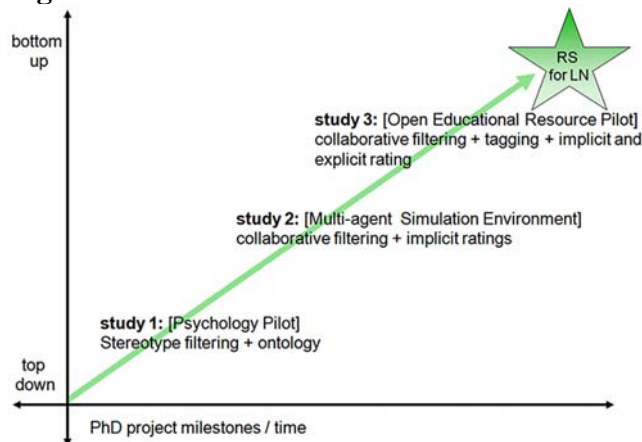 bottom
up
RS
for LN
study 3: [Open Educational Resource Pilot]
collaborative filtering + tagging + implicit and
explicit rating
study 2: [Multi-agent Simulation Environment]
collaborative filtering + implicit ratings
study 1: [Psychology Pilot]
Stereotype filtering + ontology
top
down
PhD project milestones / time